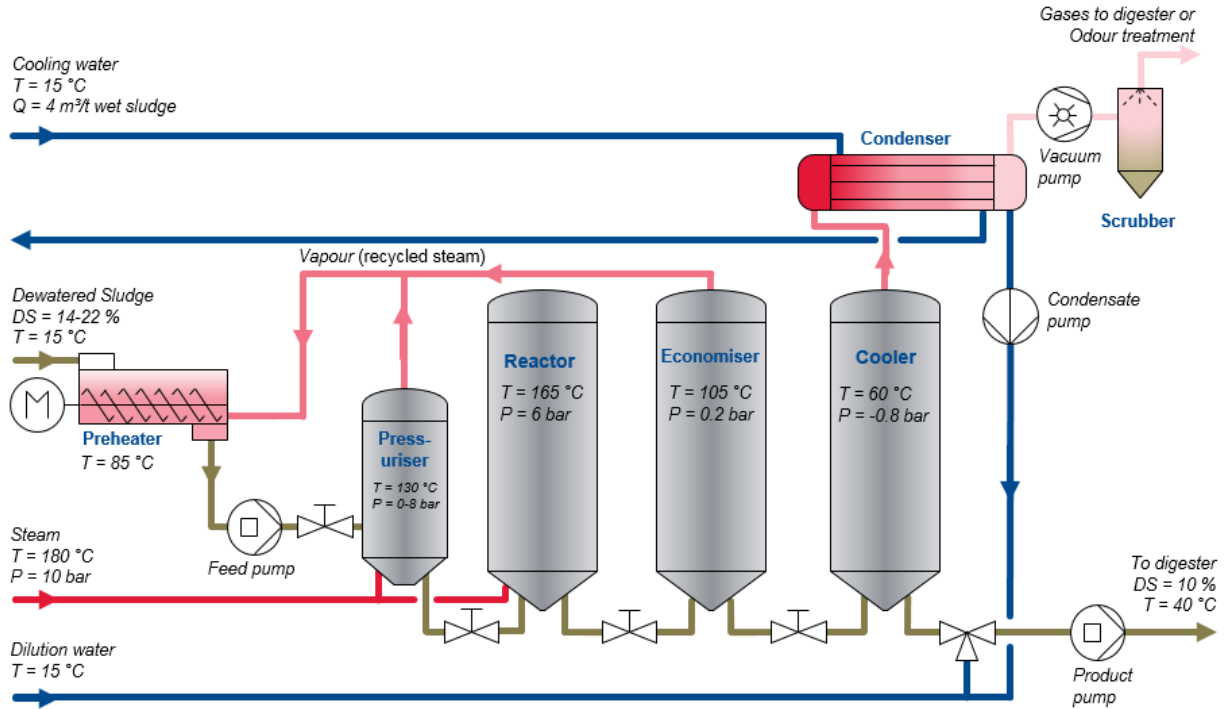 Gases to digester or
Odour treatment
Cooling water
T = 15 °C
Q = 4 m³/t wet sludge
Condenser
Vacuum
pump
Scrubber
Vapour (recycled steam)
Dewatered Sludge
DS = 14-22 %
T = 15 °C
Condensate
pump
Reactor
T = 165 °C
P = 6 bar
Economiser
T = 105 °C
P = 0.2 bar
Cooler
T = 60 °C
P = -0.8 bar
M
Preheater
T = 85 °C
Press-
uriser
T = 130 °C
P = 0-8 bar
Steam
T = 180 °C
P = 10 bar
Feed pump
To digester
DS = 10 %
T = 40 °C
Dilution water
T = 15 °C
Product
pump